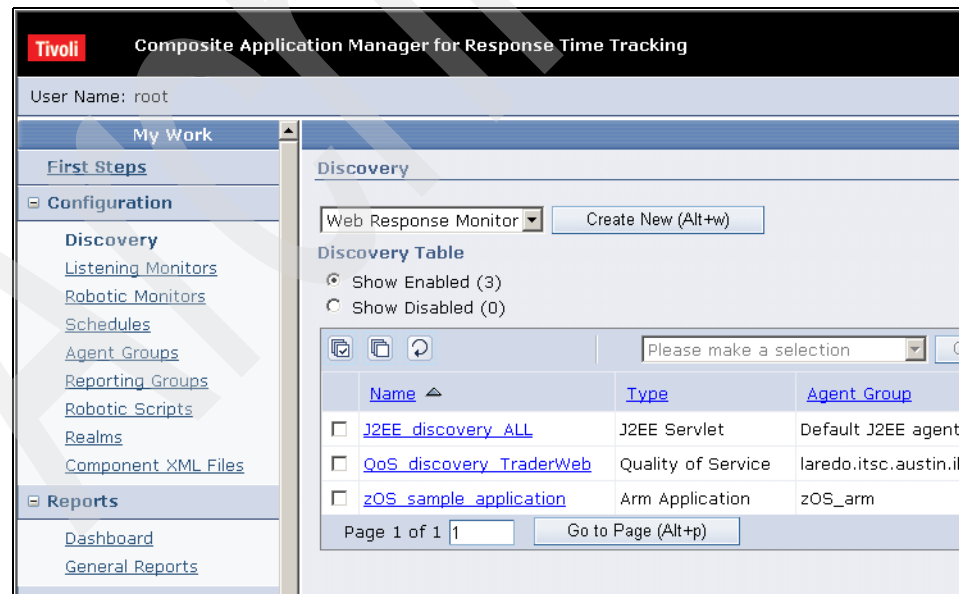 Tivoli Composite Application Manager for Response Time Tracking
User Name: root
My Work
First Steps
Configuration
Discovery
Listening Monitors
Robotic Monitors
Schedules
Agent Groups
Reporting Groups
Robotic Scripts
Realms
Component XML Files
Reports
Dashboard
General Reports
Discovery
Web Response Monitor Create New (Alt+w)
Discovery Table
Show Enabled (3)
Show Disabled (0)
Please make a selection
Name Type Agent Group
J2EE_discovery_ALL J2EE Servlet Default J2EE agent
QoS_discovery_TraderWeb Quality of Service laredo.itsc.austin.i
zOS_sample_application Arm Application zOS_arm
Page 1 of 1 1 Go to Page (Alt+p)